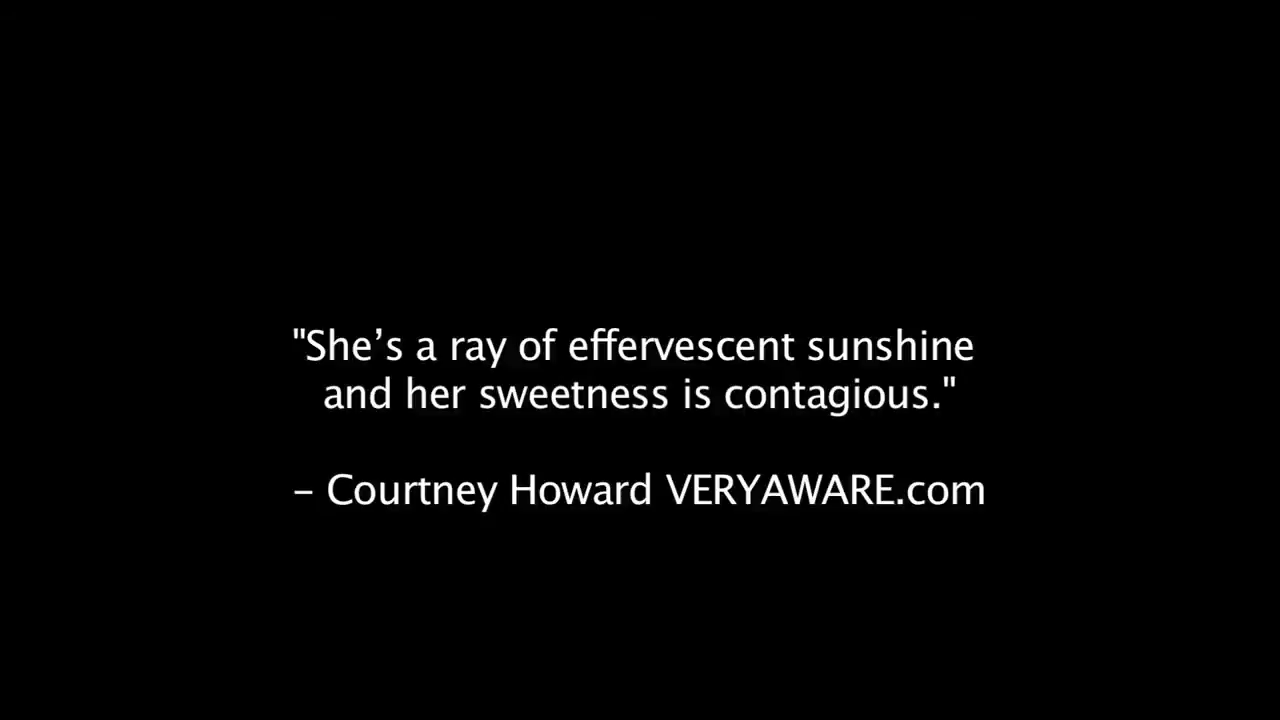 "She’s a ray of effervescent sunshine
and her sweetness is contagious."
– Courtney Howard VERYAWARE.com